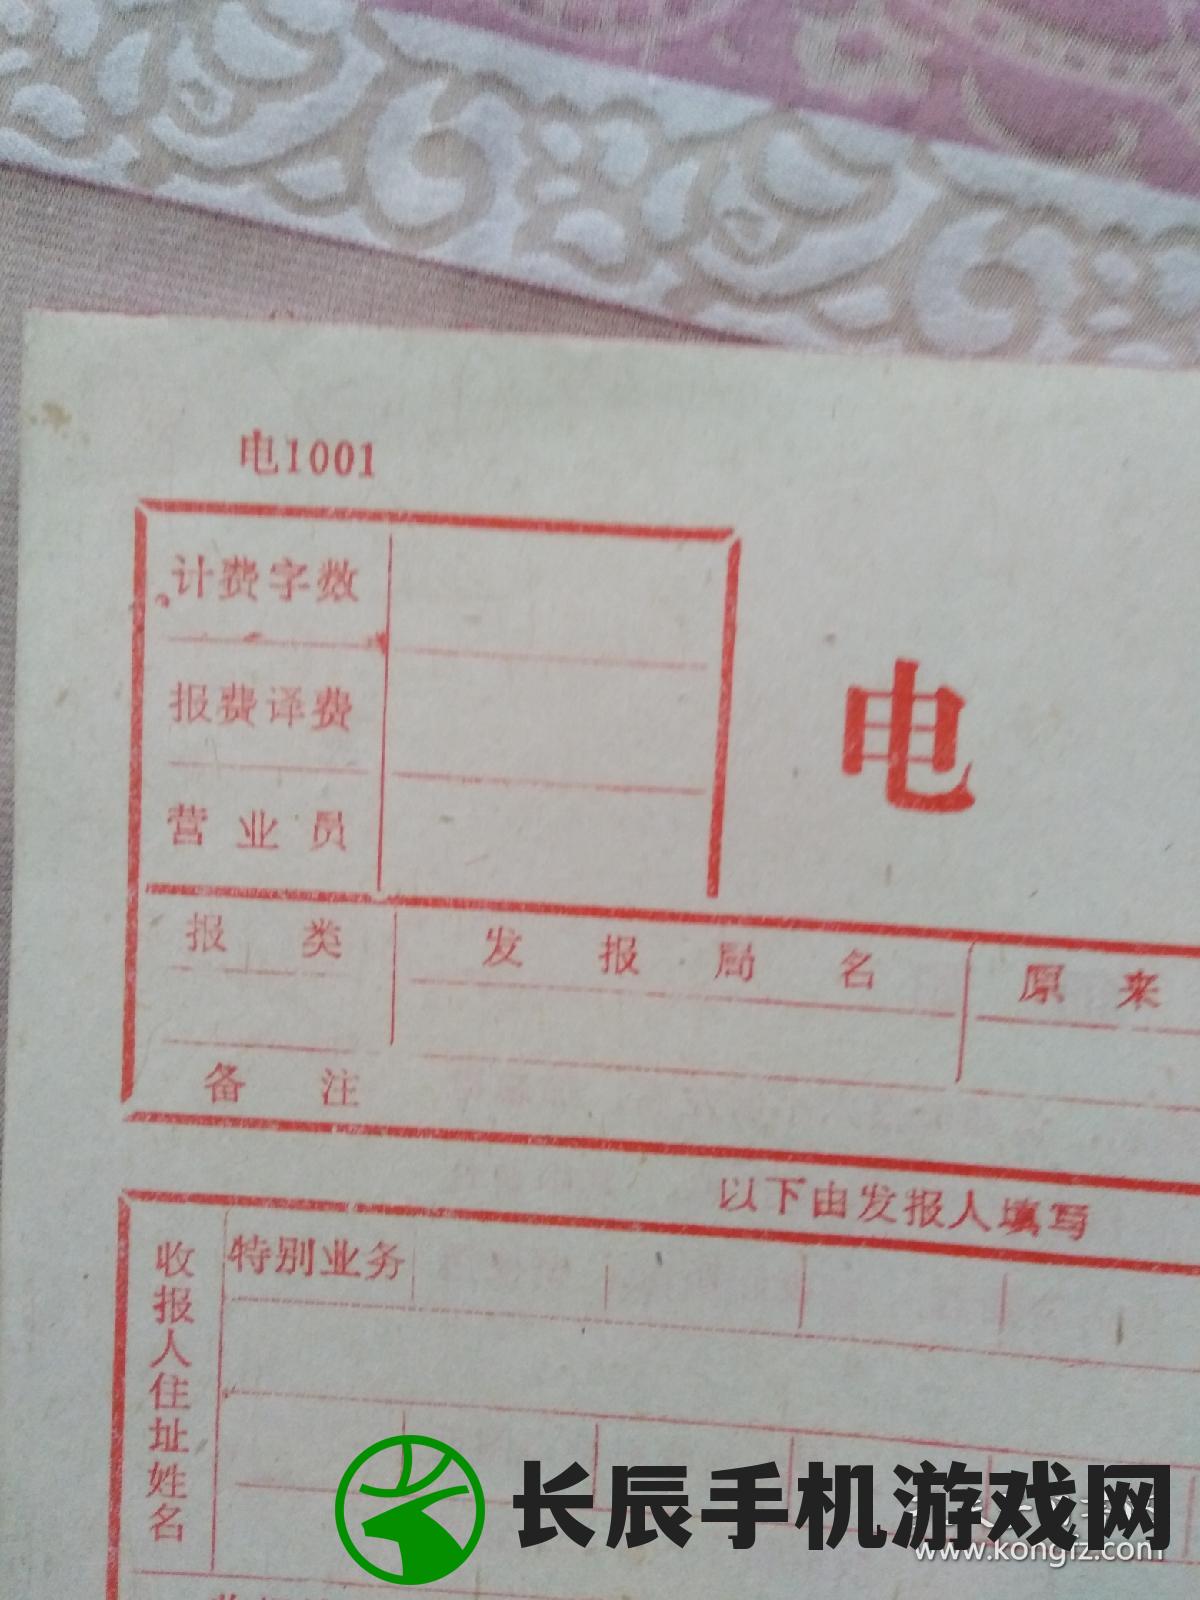 电1001
计费字数
报费译费
营业员
电
报类
发报局名
原来
备注
以下由发报人填写
收报人住址姓名
特别业务
长辰手机游戏网
www.kongfz.com